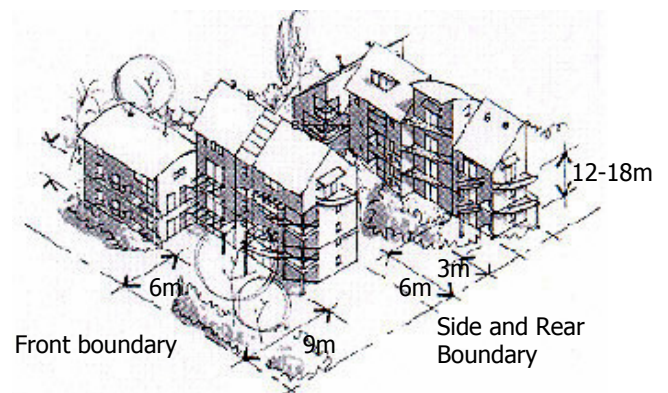 12-18m
3m
6m
6m
9m
Front boundary
Side and Rear
Boundary